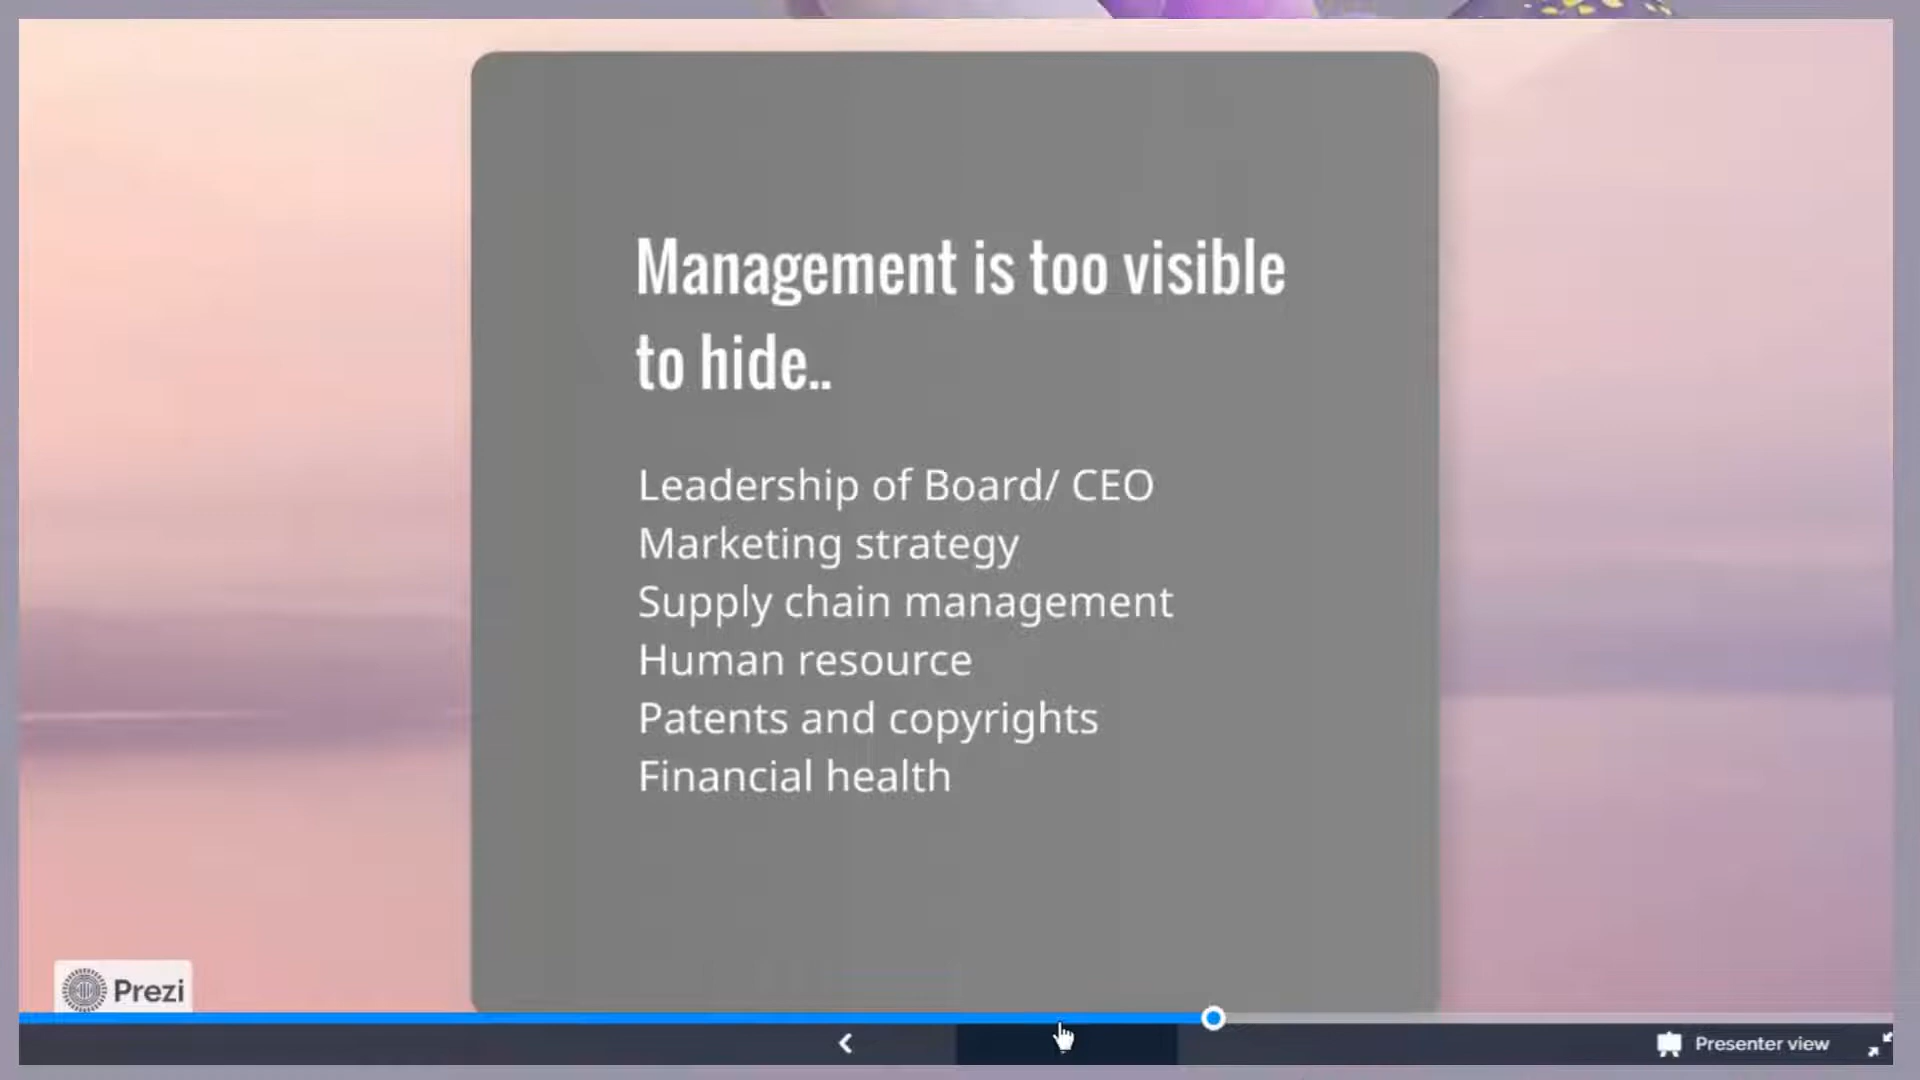 Management is too visible
to hide..
Leadership of Board/ CEO
Marketing strategy
Supply chain management
Human resource
Patents and copyrights
Financial health
Prezi
Presenter view